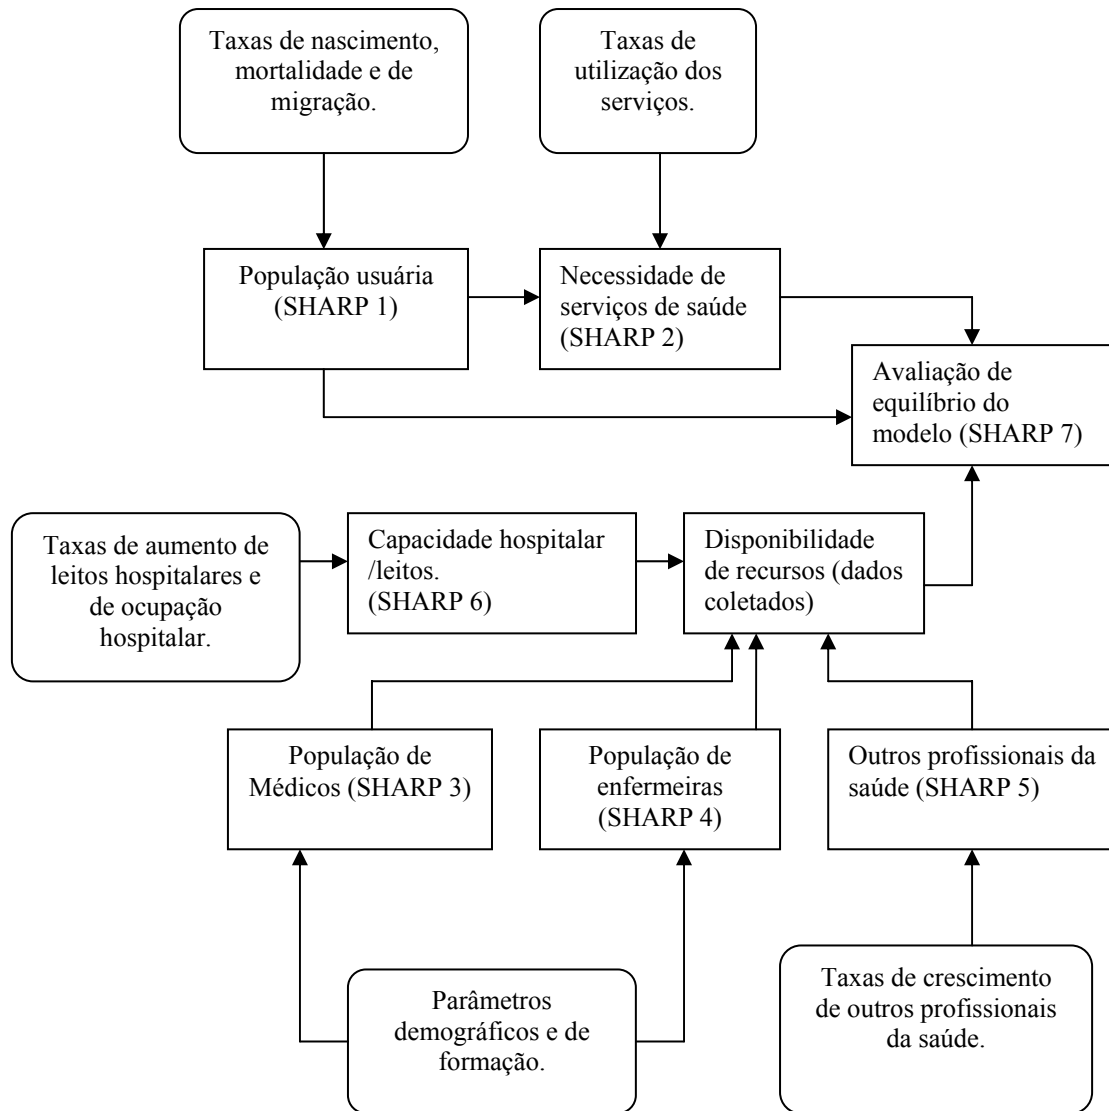 Taxas de nascimento,
mortalidade e de
migração.
Taxas de
utilização dos
serviços.
População usuária
(SHARP 1)
Necessidade de
serviços de saúde
(SHARP 2)
Avaliação de
equilíbrio do
modelo (SHARP 7)
Taxas de aumento de
leitos hospitalares e
de ocupação
hospitalar.
Capacidade hospitalar
/leitos.
(SHARP 6)
Disponibilidade
de recursos (dados
coletados)
População de
Médicos (SHARP 3)
População de
enfermeiras
(SHARP 4)
Outros profissionais da
saúde (SHARP 5)
Parâmetros
demográficos e de
formação.
Taxas de crescimento
de outros profissionais
da saúde.